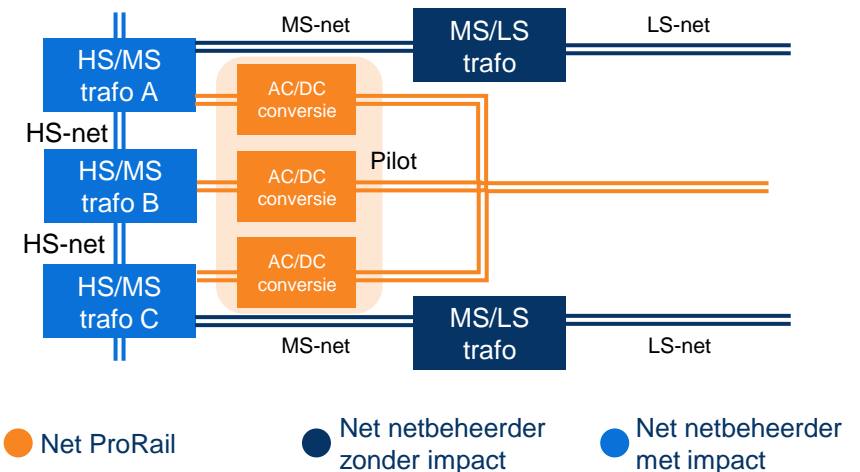 MS-net
LS-net
HS/MS
trafo A
MS/LS
trafo
AC/DC
conversie
HS-net
HS/MS
trafo B
AC/DC
conversie
Pilot
HS-net
HS/MS
trafo C
AC/DC
conversie
MS/LS
trafo
MS-net
LS-net
Net ProRail
Net netbeheerder
zonder impact
Net netbeheerder
met impact